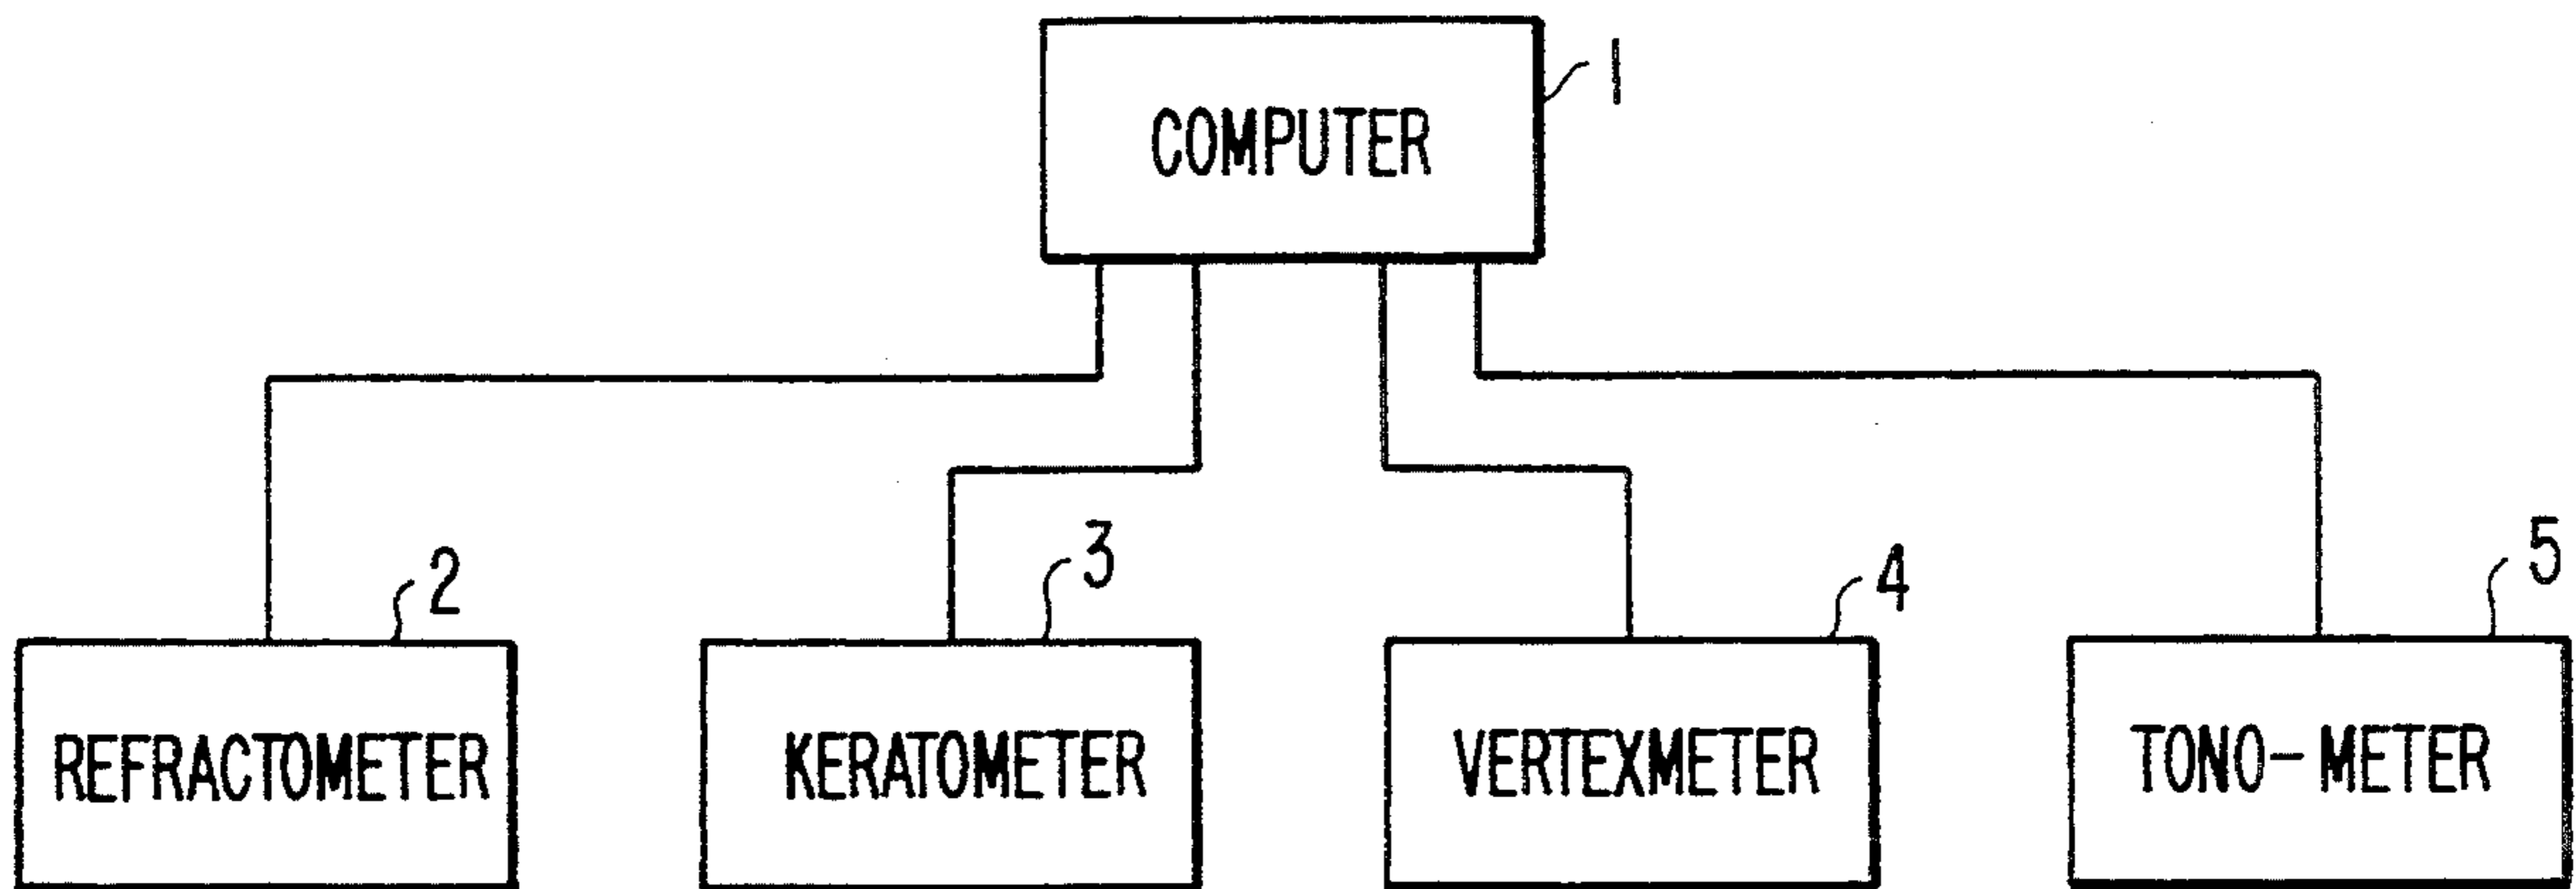 COMPUTER
1
2
3
4
5
REFRACTOMETER
KERATOMETER
VERTEXMETER
TONO-METER